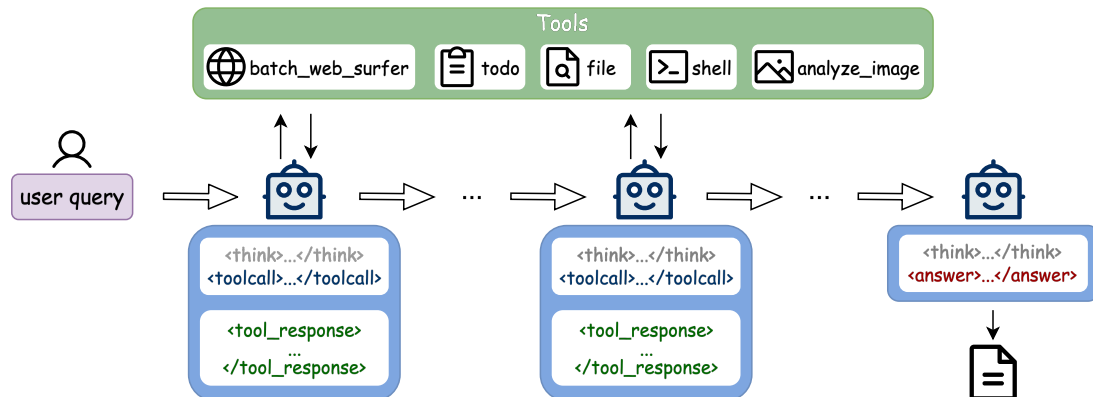 Tools
batch_web_surfer
todo
file
shell
analyze_image
user query
...
...
<think>...</think>
<toolcall>...</toolcall>
<tool_response>
...
</tool_response>
<think>...</think>
<toolcall>...</toolcall>
<tool_response>
...
</tool_response>
<think>...</think>
<answer>...</answer>